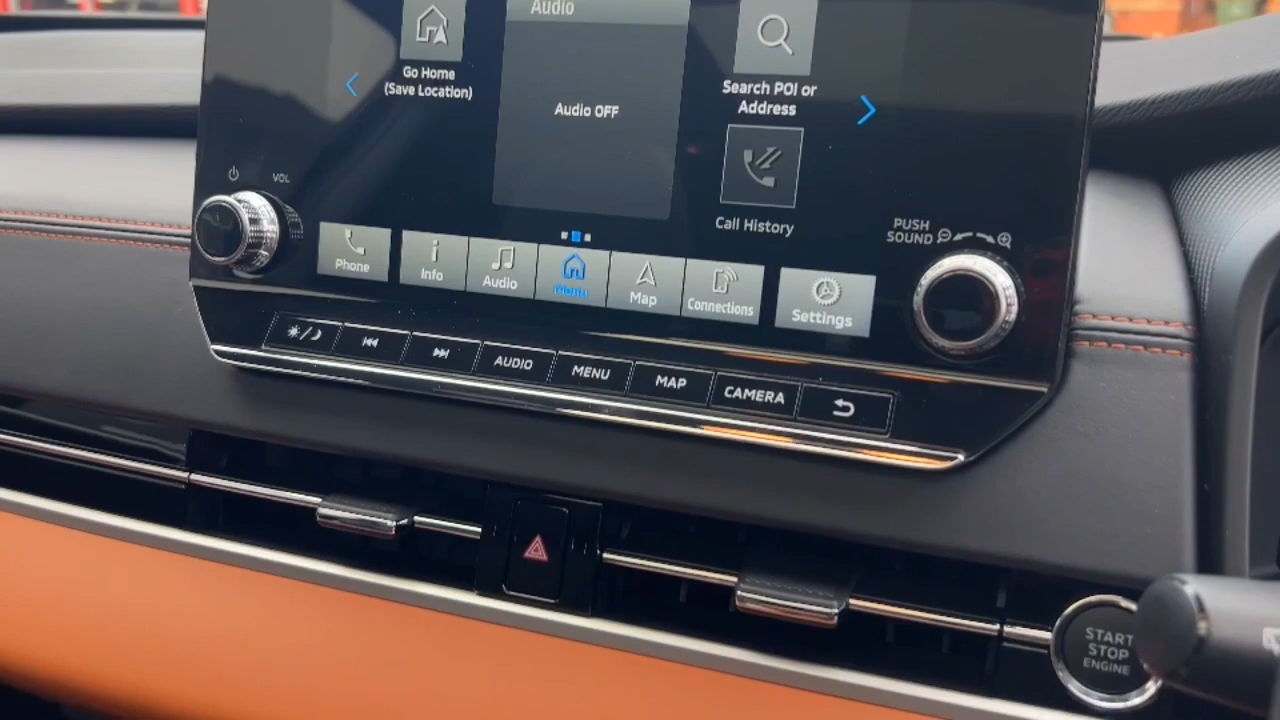 Audio
Go Home
(Save Location)
Audio OFF
Search POI or
Address
Call History
VOL
PUSH
SOUND
Phone
Info
Audio
menu
Map
Connections
Settings
AUDIO
MENU
MAP
CAMERA
START
STOP
ENGINE